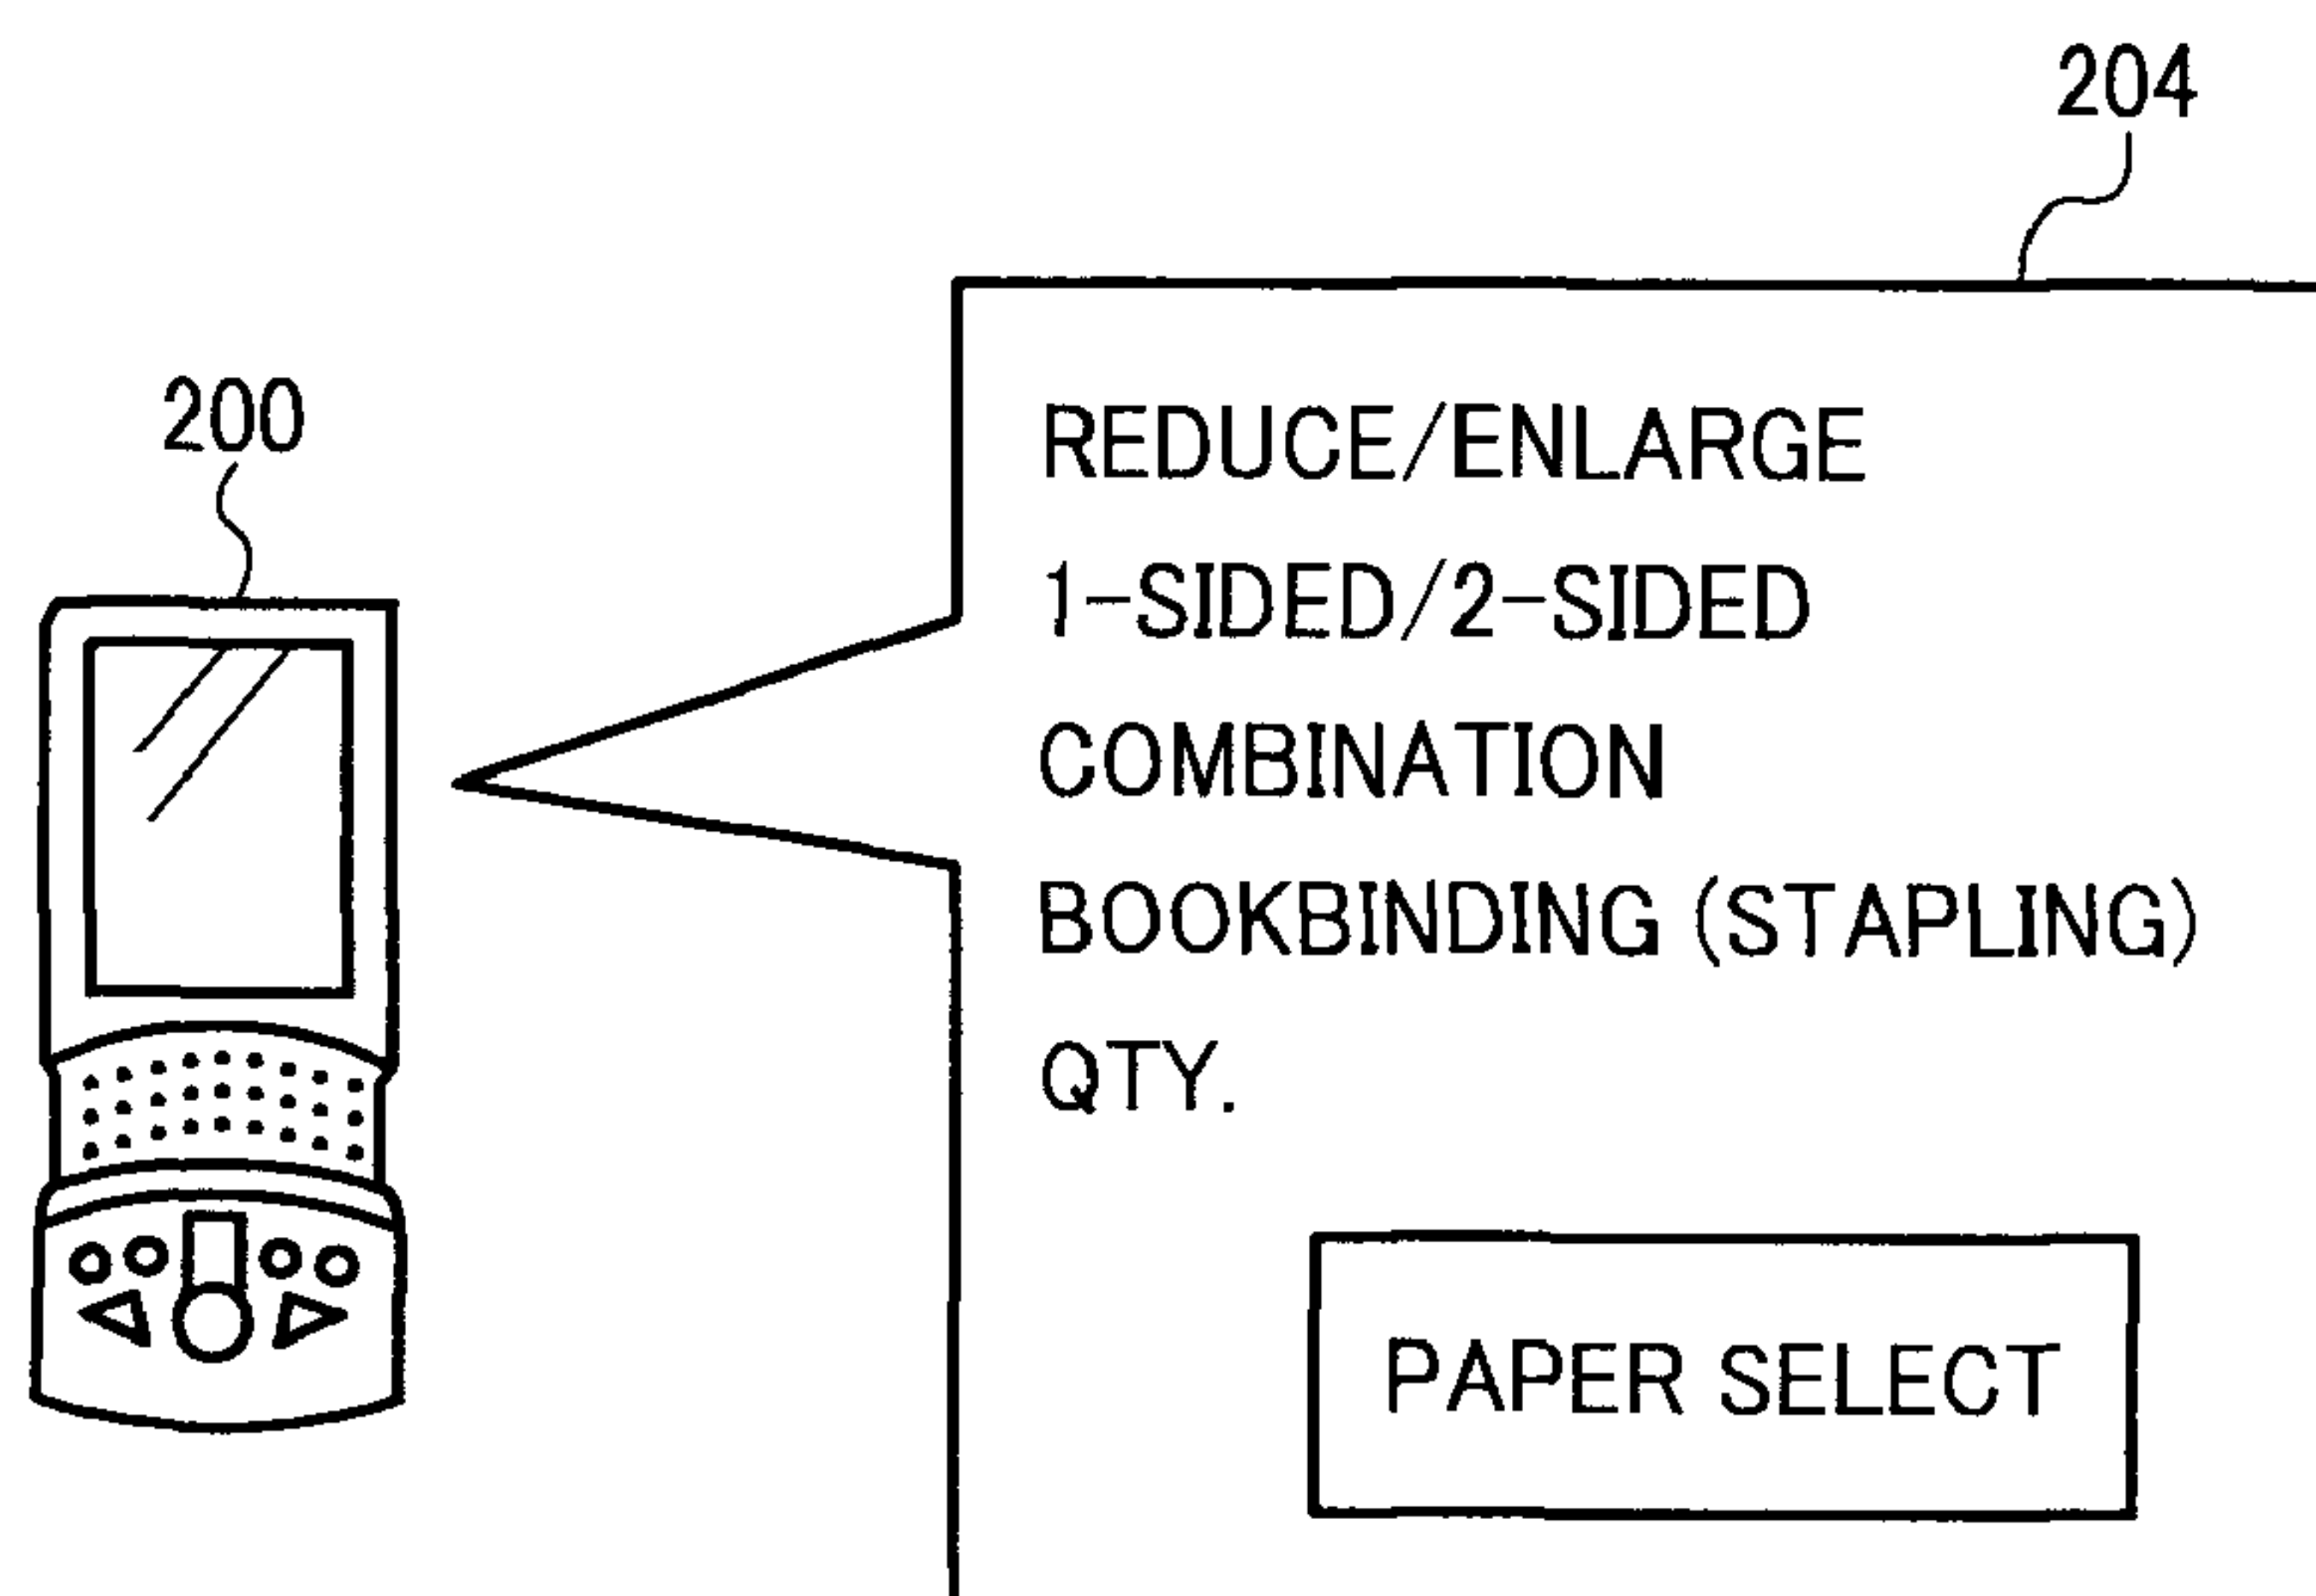 204
200
REDUCE/ENLARGE
1-SIDED/2-SIDED
COMBINATION
BOOKBINDING (STAPLING)
QTY.
PAPER SELECT